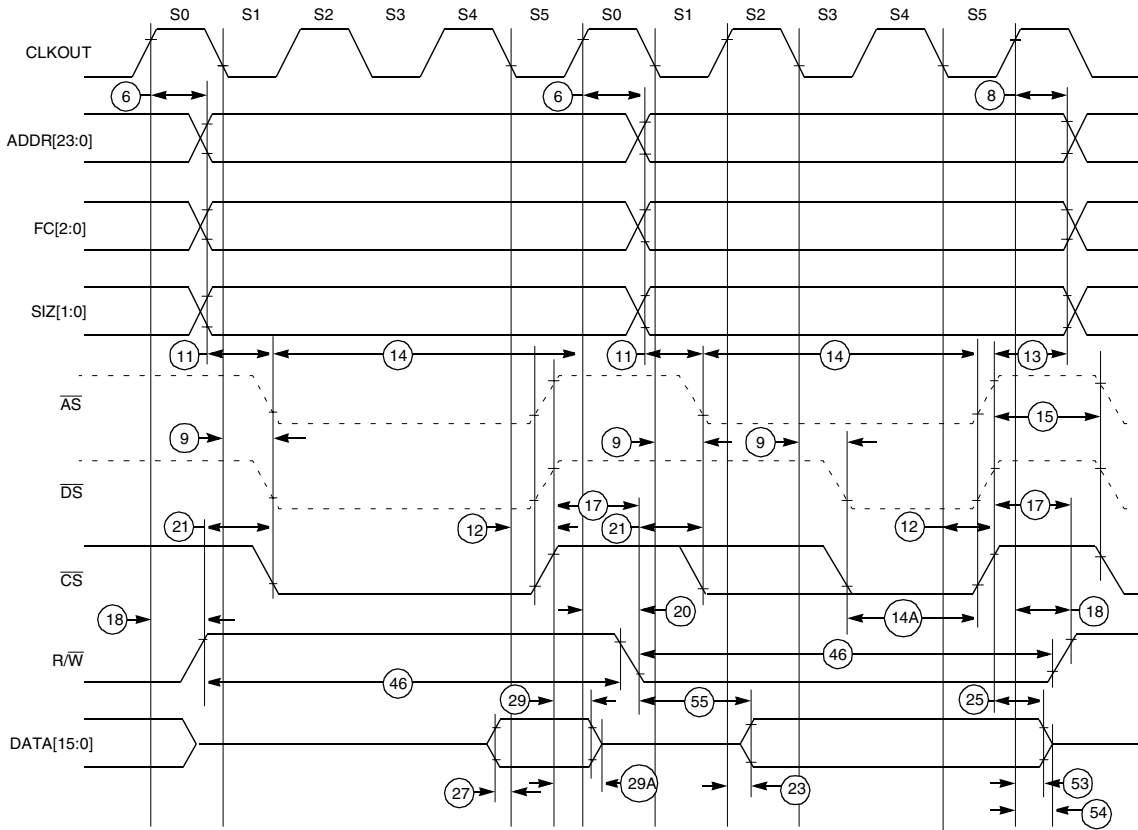 S0 S1 S2 S3 S4 S5 S0 S1 S2 S3 S4 S5
CLKOUT
6 6 8
ADDR[23:0]
FC[2:0]
SIZ[1:0]
11 14 11 14 13
AS
15
9 9 9
DS
17 17
21 12 21 12
CS
18 20 14A 18
R/W
46
46
29 55 25
DATA[15:0]
27 29A 23 53
54